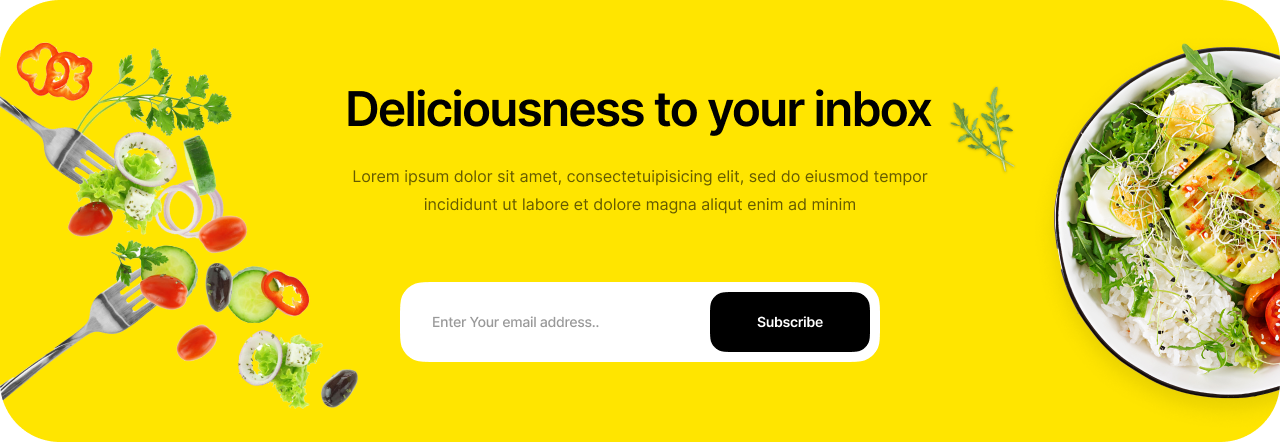 Deliciousness to your inbox
Lorem ipsum dolor sit amet, consectetuipisicing elit, sed do eiusmod tempor
incididunt ut labore et dolore magna aliqut enim ad minim
Enter Your email address..
Subscribe